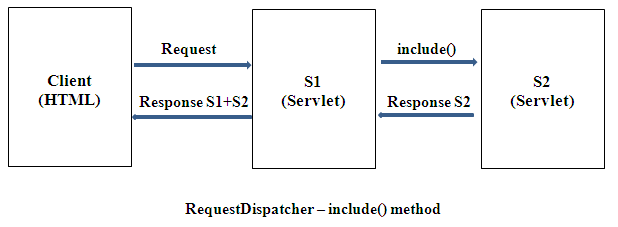 Client
(HTML)
Request
Response S1+S2
S1
(Servlet)
include()
Response S2
S2
(Servlet)
RequestDispatcher – include() method